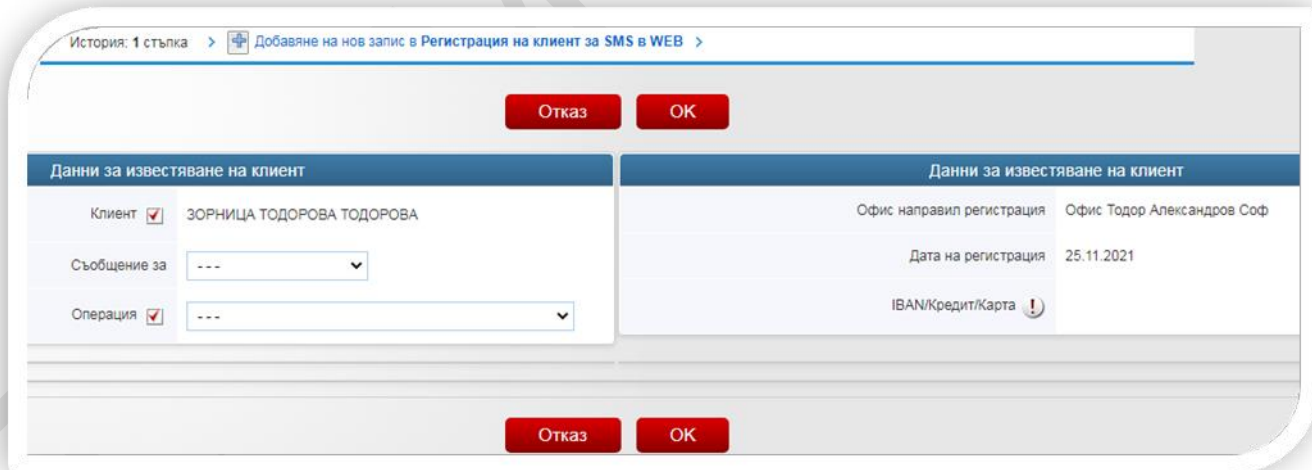 История: 1 стъпка > Добавяне на нов запис в Регистрация на клиент за SMS в WEB >
Отказ OK
Данни за известяване на клиент
Клиент ЗОРНИЦА ТОДОРОВА ТОДОРОВА
Съобщение за ---
Операция ---
Данни за известяване на клиент
Офис направил регистрация Офис Тодор Александров Соф
Дата на регистрация 25.11.2021
IBAN/Кредит/Карта !
Отказ OK